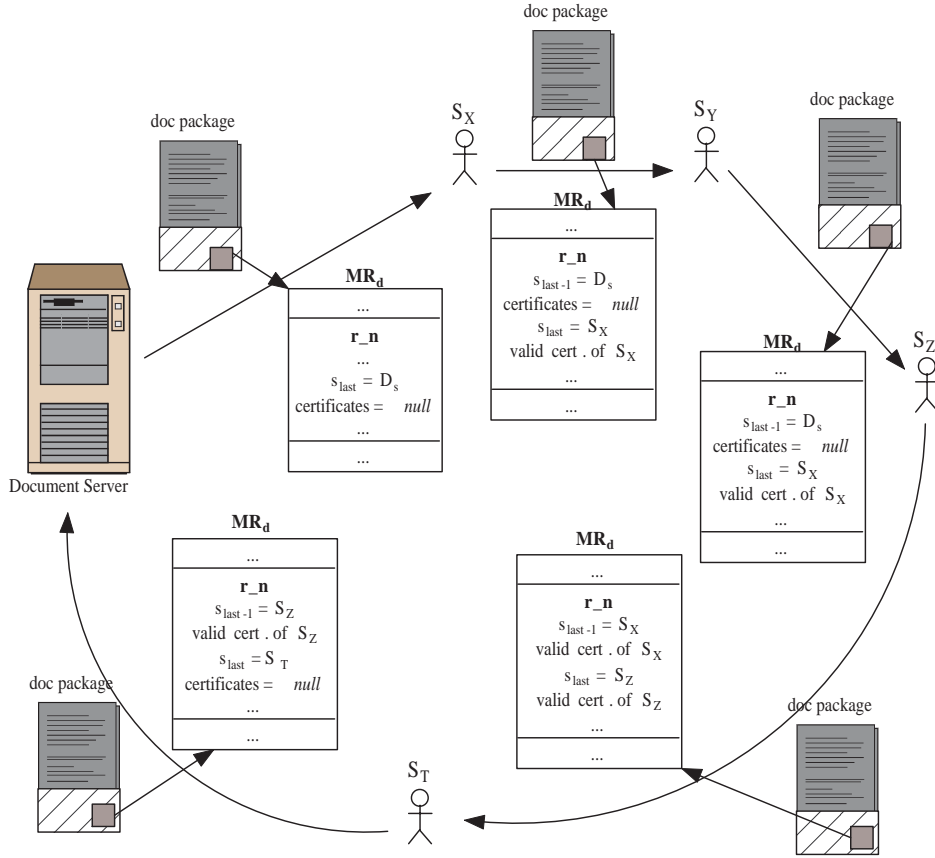 doc package
S_X
S_Y
doc package
doc package
MR_d
...
r_n
s_last-1 = D_s
certificates = null
s_last = S_X
valid cert . of S_X
...
...
MR_d
...
r_n
...
s_last = D_s
certificates = null
...
...
S_Z
MR_d
...
r_n
s_last-1 = D_s
certificates = null
s_last = S_X
valid cert . of S_X
...
...
Document Server
MR_d
...
r_n
s_last-1 = S_Z
valid cert . of S_Z
s_last = S_T
certificates = null
...
...
MR_d
...
r_n
s_last-1 = S_X
valid cert . of S_X
s_last = S_Z
valid cert . of S_Z
...
...
doc package
doc package
S_T